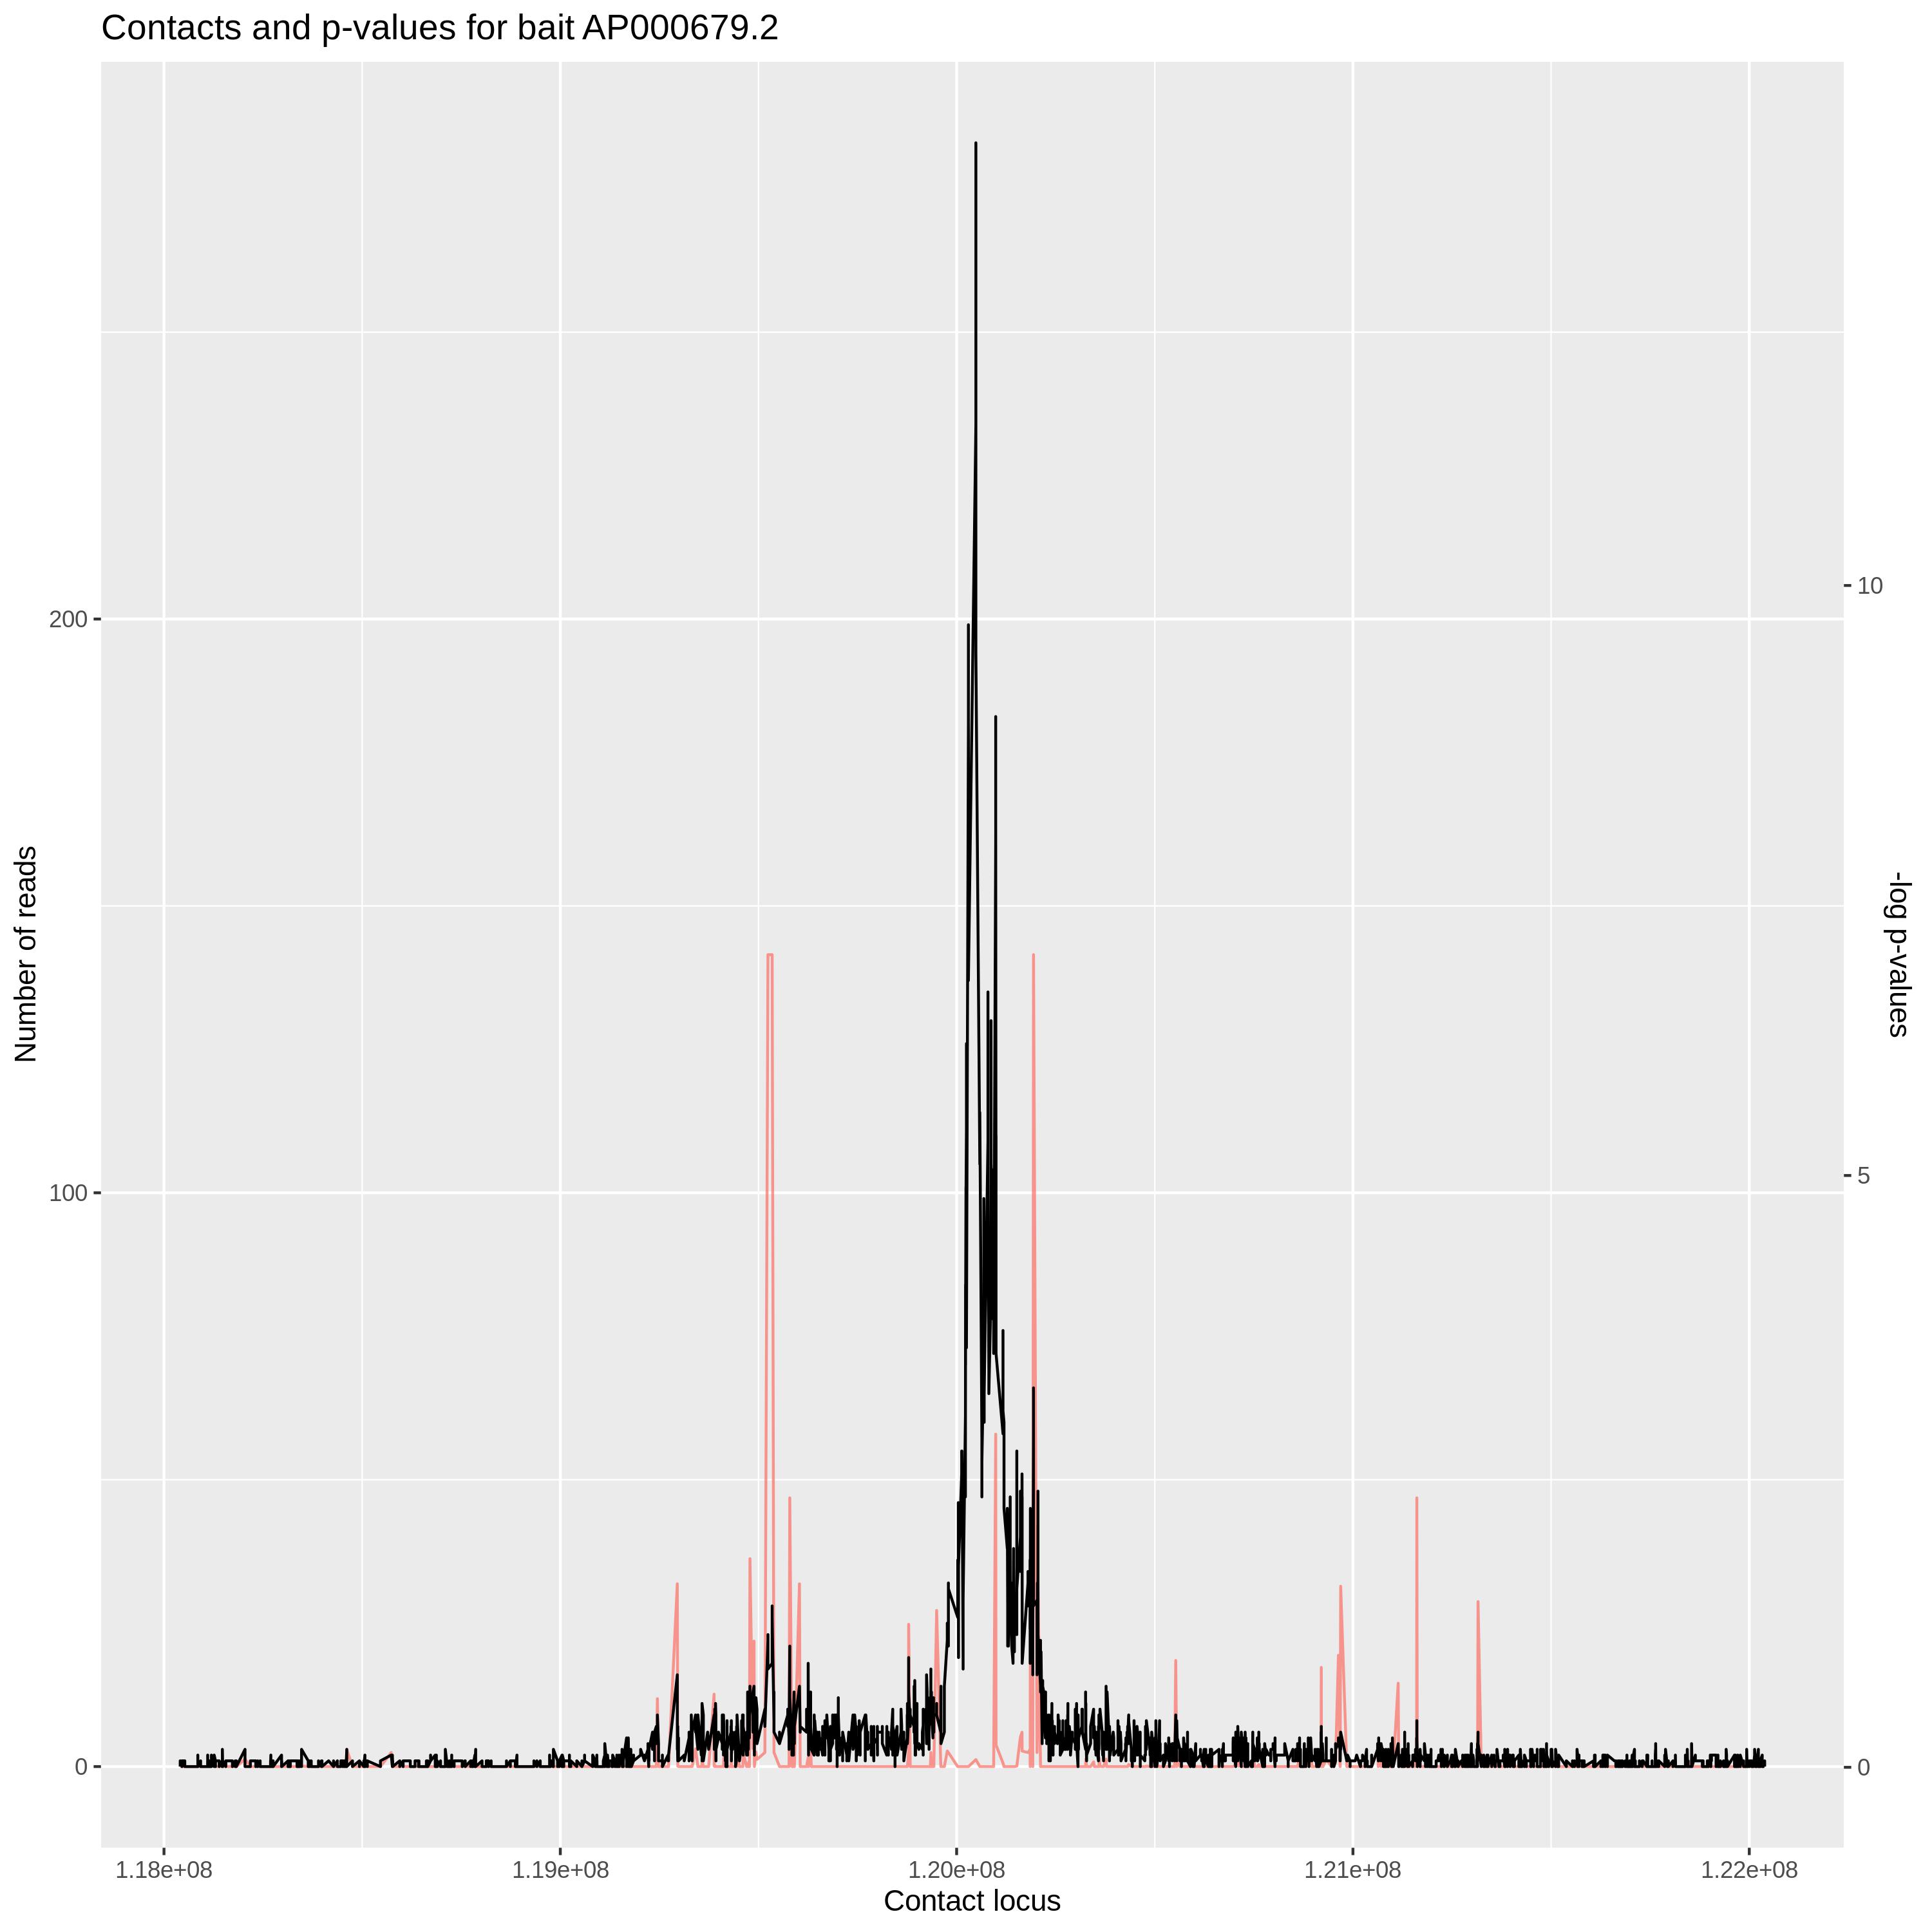 Contacts and p-values for bait AP000679.2
Number of reads
200
100
0
10
5
0
-log p-values
1.18e+08
1.19e+08
1.20e+08
1.21e+08
1.22e+08
Contact locus